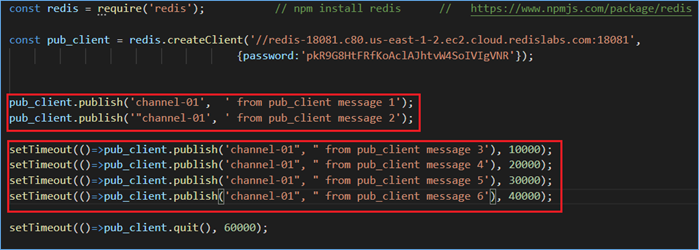 const redis = require('redis'); // npm install redis // https://www.npmjs.com/package/redis
const pub_client = redis.createClient('//redis-18081.c80.us-east-1-2.ec2.cloud.redislabs.com:18081',
{password:'pkR9G8HtFRfKoAclAJhtvW4SoIVIgVNR'});
pub_client.publish('channel-01', ' from pub_client message 1');
pub_client.publish('"channel-01', ' from pub_client message 2');
setTimeout(()=>pub_client.publish('channel-01", " from pub_client message 3'), 10000);
setTimeout(()=>pub_client.publish('channel-01", " from pub_client message 4'), 20000);
setTimeout(()=>pub_client.publish('channel-01", " from pub_client message 5'), 30000);
setTimeout(()=>pub_client.publish('channel-01", " from pub_client message 6'), 40000);
setTimeout(()=>pub_client.quit(), 60000);